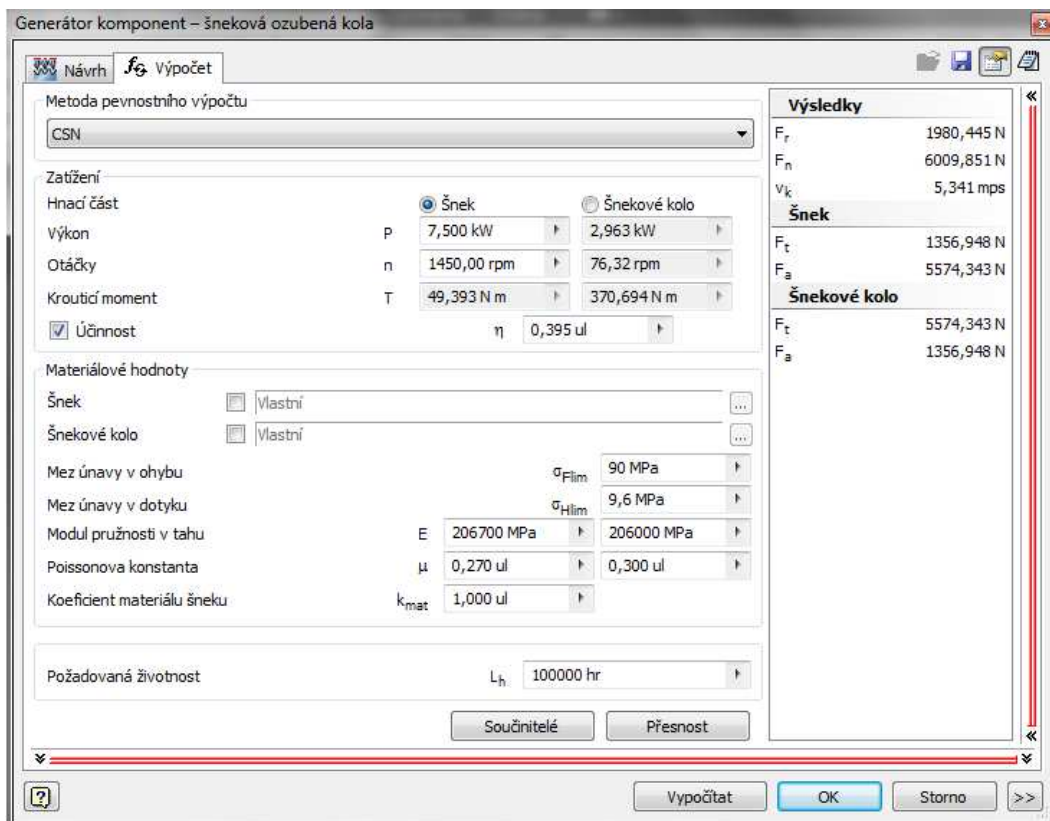 Generátor komponent – šneková ozubená kola
Návrh
Výpočet
Metoda pevnostního výpočtu
CSN
Zatížení
Hnací část Šnek Šnekové kolo
Výkon P 7,500 kW 2,963 kW
Otáčky n 1450,00 rpm 76,32 rpm
Krouticí moment T 49,393 N m 370,694 N m
Účinnost η 0,395 ul
Materiálové hodnoty
Šnek Vlastní ...
Šnekové kolo Vlastní ...
Mez únavy v ohybu σFlim 90 MPa
Mez únavy v dotyku σHlim 9,6 MPa
Modul pružnosti v tahu E 206700 MPa 206000 MPa
Poissonova konstanta μ 0,270 ul 0,300 ul
Koeficient materiálu šneku kmat 1,000 ul
Požadovaná životnost Lh 100000 hr
Součinitelé Přesnost
Výsledky
Fr 1980,445 N
Fn 6009,851 N
vk 5,341 mps
Šnek
Ft 1356,948 N
Fa 5574,343 N
Šnekové kolo
Ft 5574,343 N
Fa 1356,948 N
Vypočítat OK Storno >>